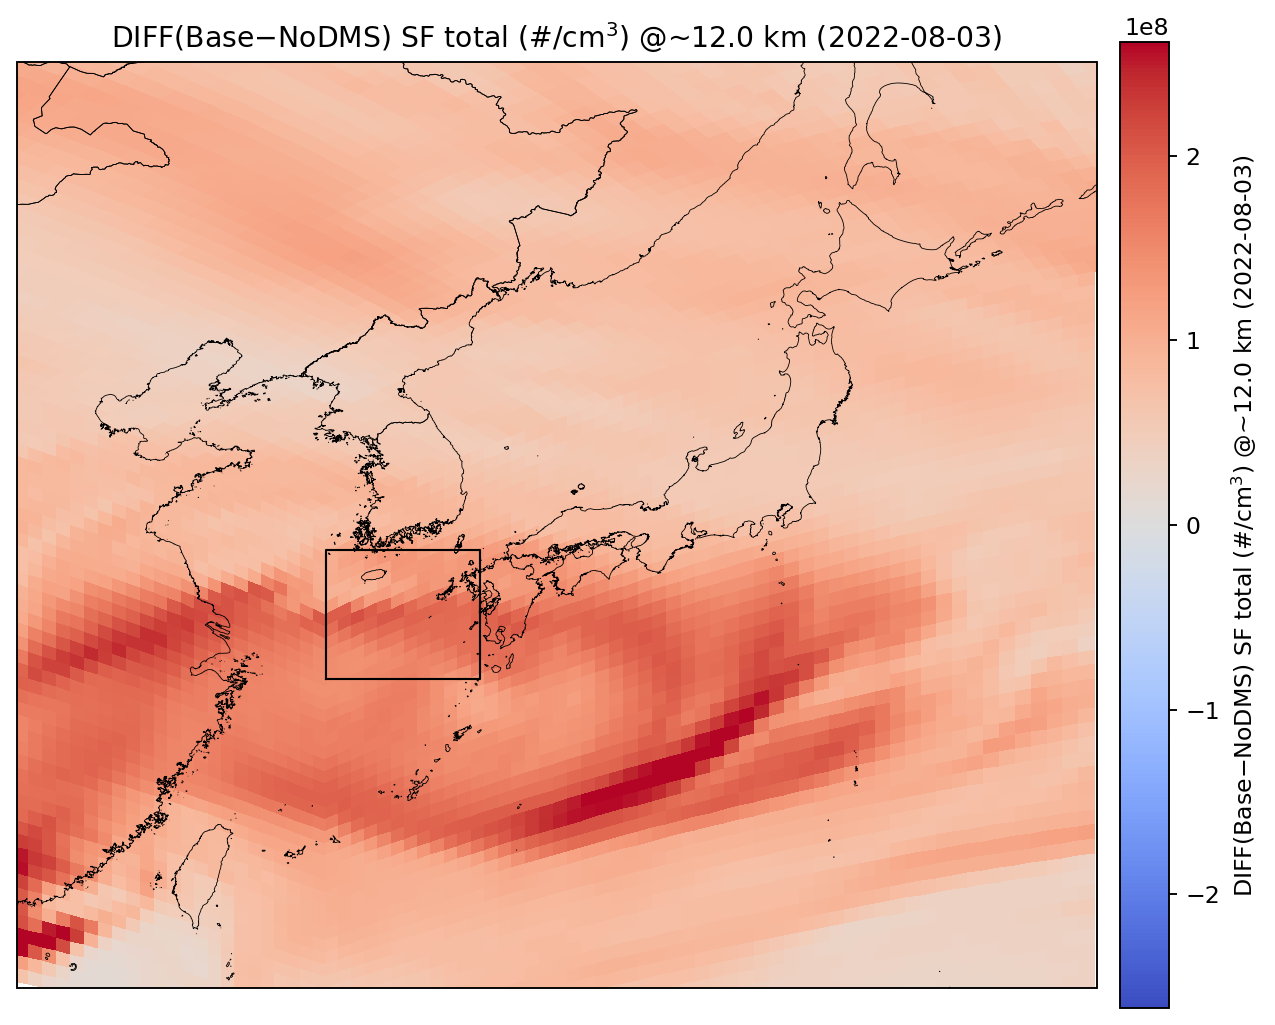 DIFF(Base−NoDMS) SF total (#/cm³) @~12.0 km (2022-08-03)
1e8
2
1
0
−1
−2
DIFF(Base−NoDMS) SF total (#/cm³) @~12.0 km (2022-08-03)